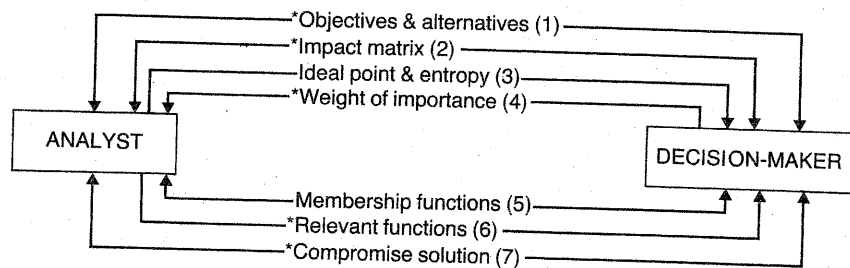 *Objectives & alternatives (1)
*Impact matrix (2)
Ideal point & entropy (3)
*Weight of importance (4)
ANALYST
DECISION-MAKER
Membership functions (5)
*Relevant functions (6)
*Compromise solution (7)